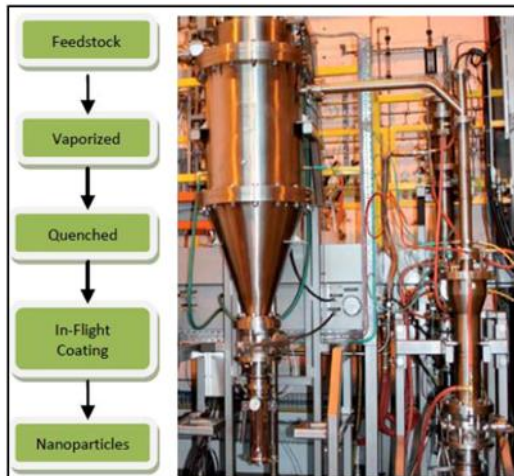 Feedstock
Vaporized
Quenched
In-Flight
Coating
Nanoparticles